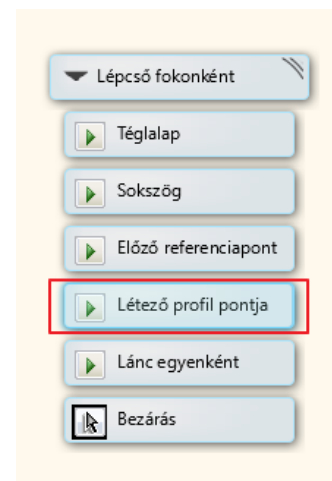 Lépcső fokonként
Téglalap
Sokszög
Előző referenciapont
Létező profil pontja
Lánc egyenként
Bezárás